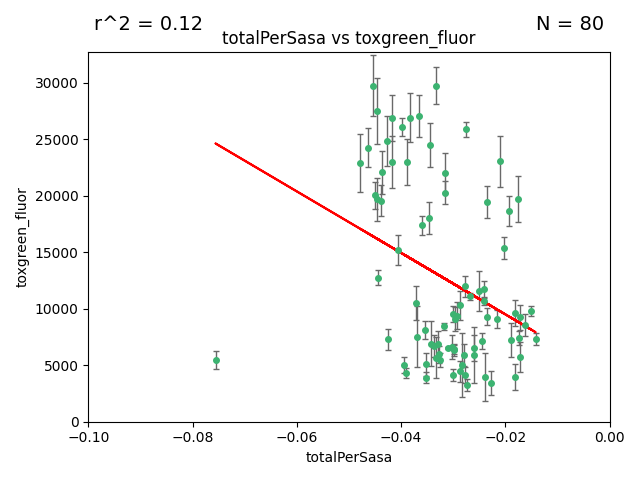 r^2 = 0.12
N = 80
totalPerSasa vs toxgreen_fluor
30000
25000
20000
15000
10000
5000
0
toxgreen_fluor
−0.10
−0.08
−0.06
−0.04
−0.02
0.00
totalPerSasa